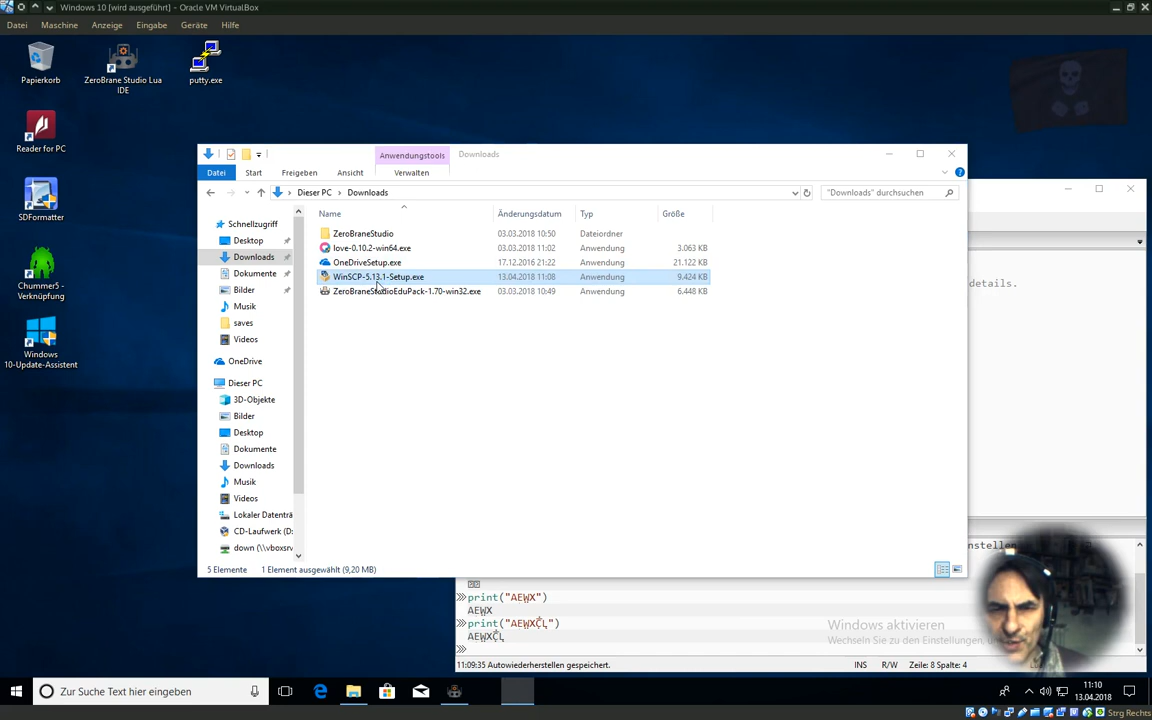 Windows 10 [wird ausgeführt] - Oracle VM VirtualBox
Datei Maschine Anzeige Eingabe Geräte Hilfe
Papierkorb
ZeroBrane Studio Lua IDE
putty.exe
Reader for PC
SDFormatter
Chummer5 - Verknüpfung
Windows 10-Update-Assistent
Anwendungstools Downloads
Datei Start Freigeben Ansicht Verwalten
Dieser PC Downloads "Downloads" durchsuchen
Name Änderungsdatum Typ Größe
ZeroBraneStudio 03.03.2018 10:50 Dateiordner
love-0.10.2-win64.exe 03.03.2018 11:02 Anwendung 3.063 KB
OneDriveSetup.exe 17.12.2016 21:22 Anwendung 21.122 KB
WinSCP-5.13.1-Setup.exe 13.04.2018 11:08 Anwendung 9.424 KB
ZeroBraneStudioEduPack-1.70-win32.exe 03.03.2018 10:49 Anwendung 6.448 KB
Schnellzugriff
Desktop
Downloads
Dokumente
Bilder
Musik
saves
Videos
OneDrive
Dieser PC
3D-Objekte
Bilder
Desktop
Dokumente
Downloads
Musik
Videos
Lokaler Datenträ
CD-Laufwerk (D:
down (\\vboxsrv
5 Elemente 1 Element ausgewählt (9,20 MB)
details.
nstellen
print("AEW̤X")
AEW̤X
11:09:35 Autowiederherstellen gespeichert. INS R/W Zeile: 8 Spalte: 4
Windows aktivieren
Wechseln Sie zu den Einstellungen, u
Zur Suche Text hier eingeben
11:10
13.04.2018
Strg Rechts